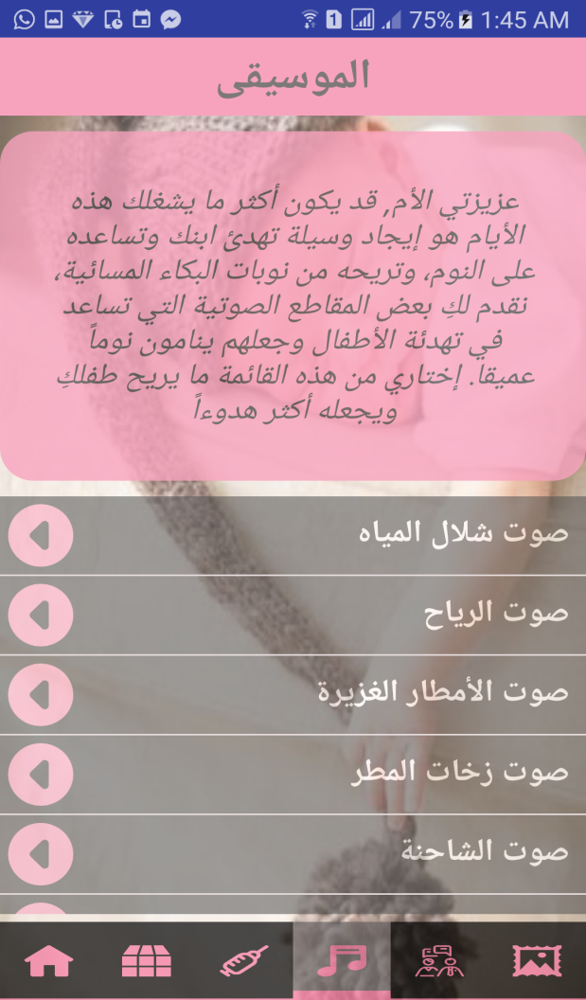 75% 1:45 AM
الموسيقى
عزيزتي الأم, قد يكون أكثر ما يشغلك هذه
الأيام هو إيجاد وسيلة تهدئ ابنك وتساعده
على النوم، وتريحه من نوبات البكاء المسائية،
نقدم لكِ بعض المقاطع الصوتية التي تساعد
في تهدئة الأطفال وجعلهم ينامون نوماً
عميقا. إختاري من هذه القائمة ما يريح طفلكِ
ويجعله أكثر هدوءاً
صوت شلال المياه
صوت الرياح
صوت الأمطار الغزيرة
صوت زخات المطر
صوت الشاحنة